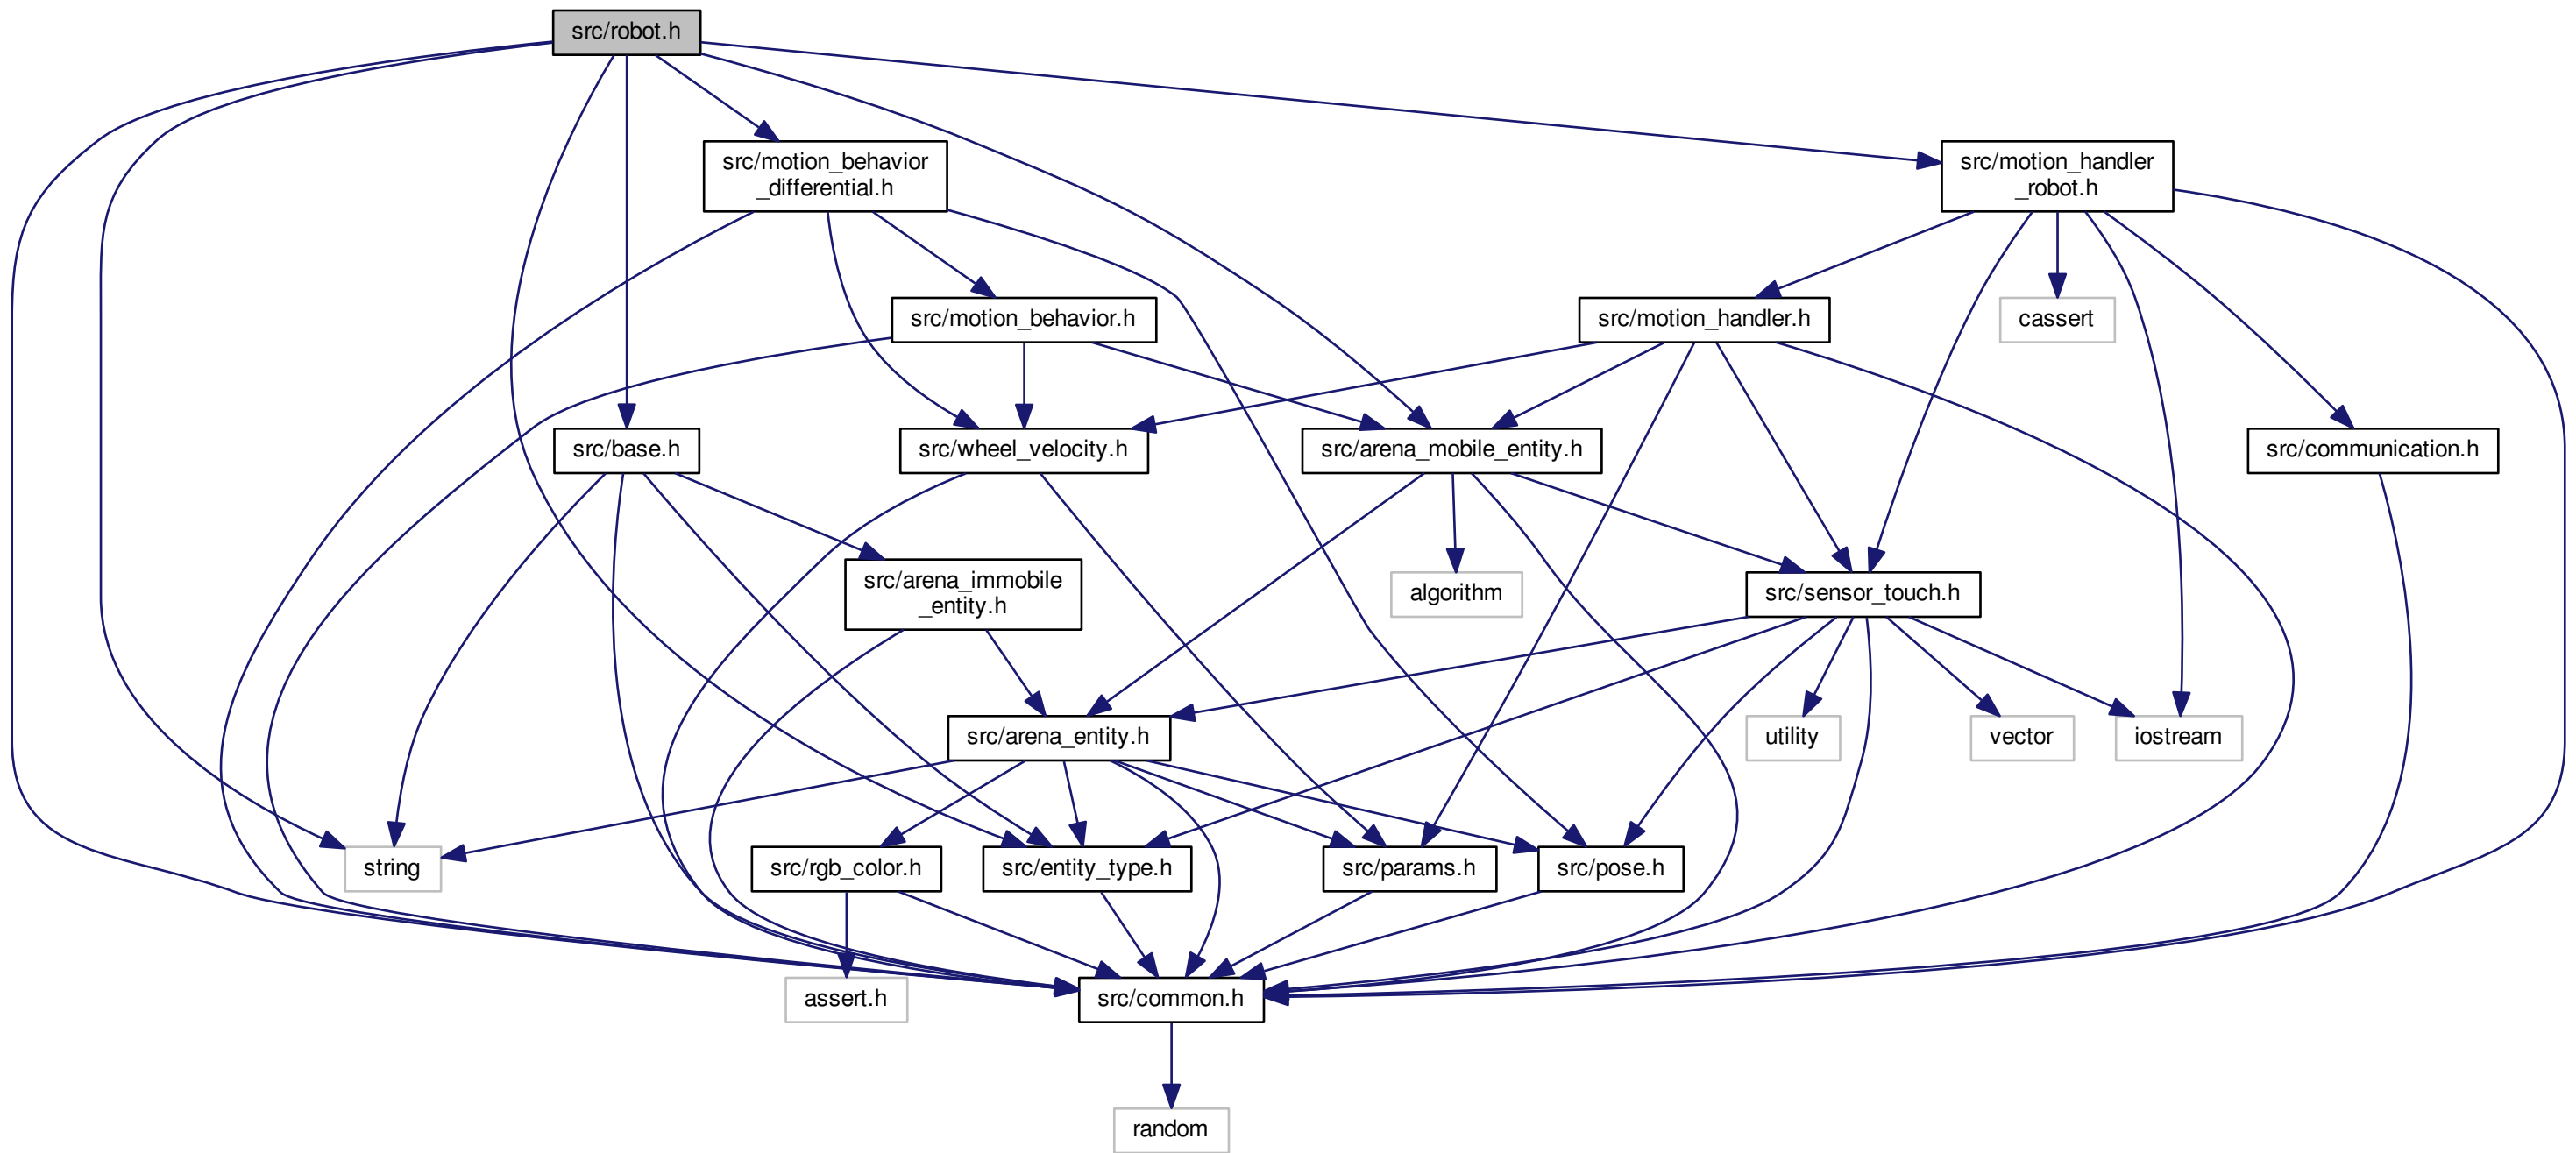 src/robot.h
src/motion_behavior
_differential.h
src/motion_handler
_robot.h
src/motion_behavior.h
src/motion_handler.h
cassert
src/base.h
src/wheel_velocity.h
src/arena_mobile_entity.h
src/communication.h
src/arena_immobile
_entity.h
algorithm
src/sensor_touch.h
src/arena_entity.h
utility
vector
iostream
string
src/rgb_color.h
src/entity_type.h
src/params.h
src/pose.h
assert.h
src/common.h
random